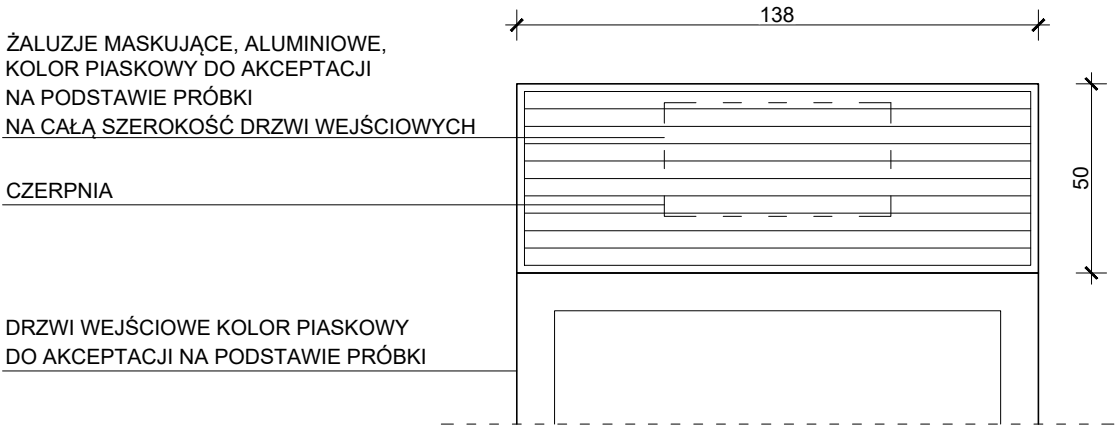 138
ŻALUZJE MASKUJĄCE, ALUMINIOWE,
KOLOR PIASKOWY DO AKCEPTACJI
NA PODSTAWIE PRÓBKI
NA CAŁĄ SZEROKOŚĆ DRZWI WEJŚCIOWYCH
50
CZERPNIA
DRZWI WEJŚCIOWE KOLOR PIASKOWY
DO AKCEPTACJI NA PODSTAWIE PRÓBKI